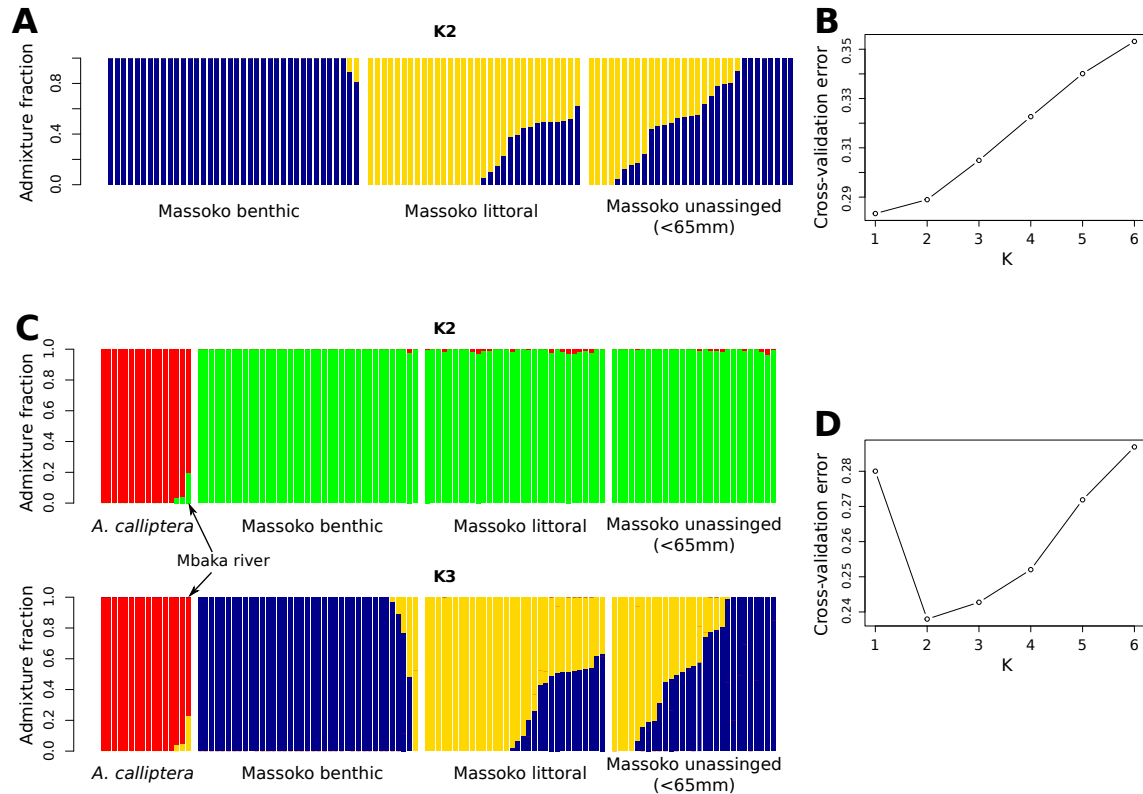 A
K2
Admixture fraction
0.0 0.4 0.8
Massoko benthic
Massoko littoral
Massoko unassinged
(<65mm)
B
Cross-validation error
0.29 0.31 0.33 0.35
1 2 3 4 5 6
K
C
K2
Admixture fraction
0.0 0.2 0.4 0.6 0.8 1.0
A. calliptera
Massoko benthic
Massoko littoral
Massoko unassinged
(<65mm)
Mbaka river
K3
Admixture fraction
0.0 0.2 0.4 0.6 0.8 1.0
A. calliptera
Massoko benthic
Massoko littoral
Massoko unassinged
(<65mm)
D
Cross-validation error
0.24 0.25 0.26 0.27 0.28
1 2 3 4 5 6
K